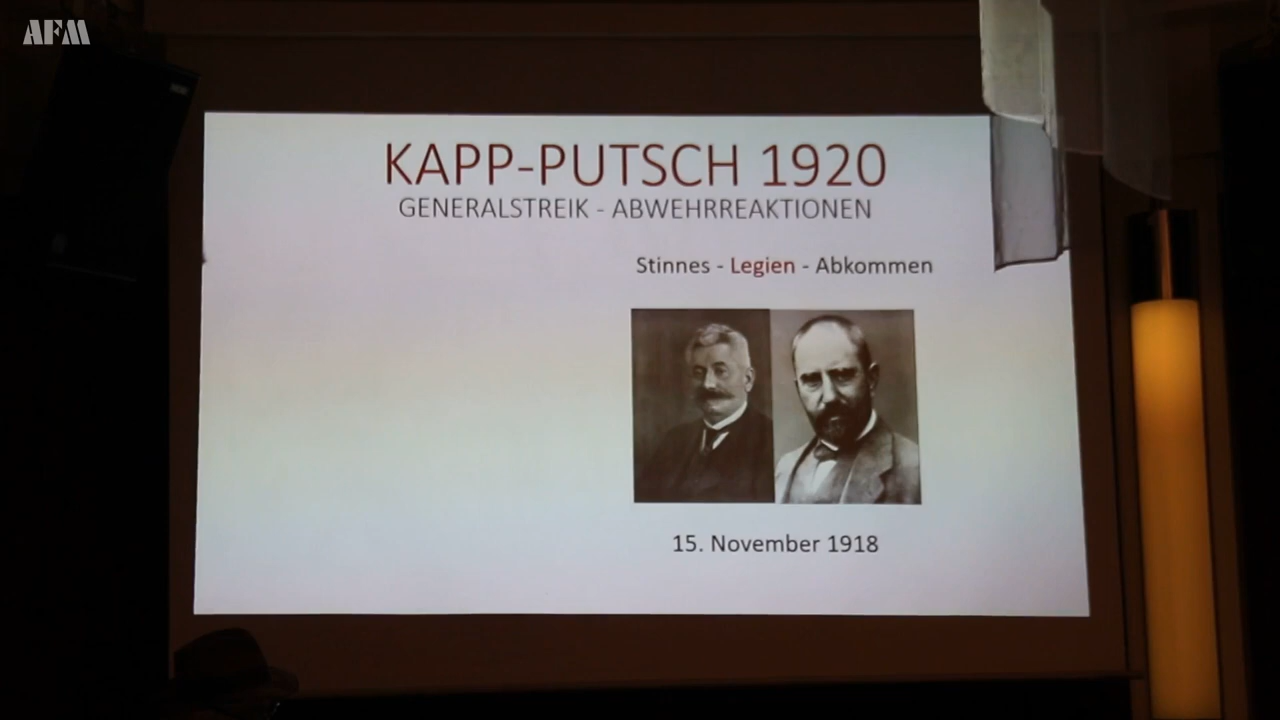 AFM
KAPP-PUTSCH 1920
GENERALSTREIK - ABWEHRREAKTIONEN
Stinnes - Legien - Abkommen
15. November 1918